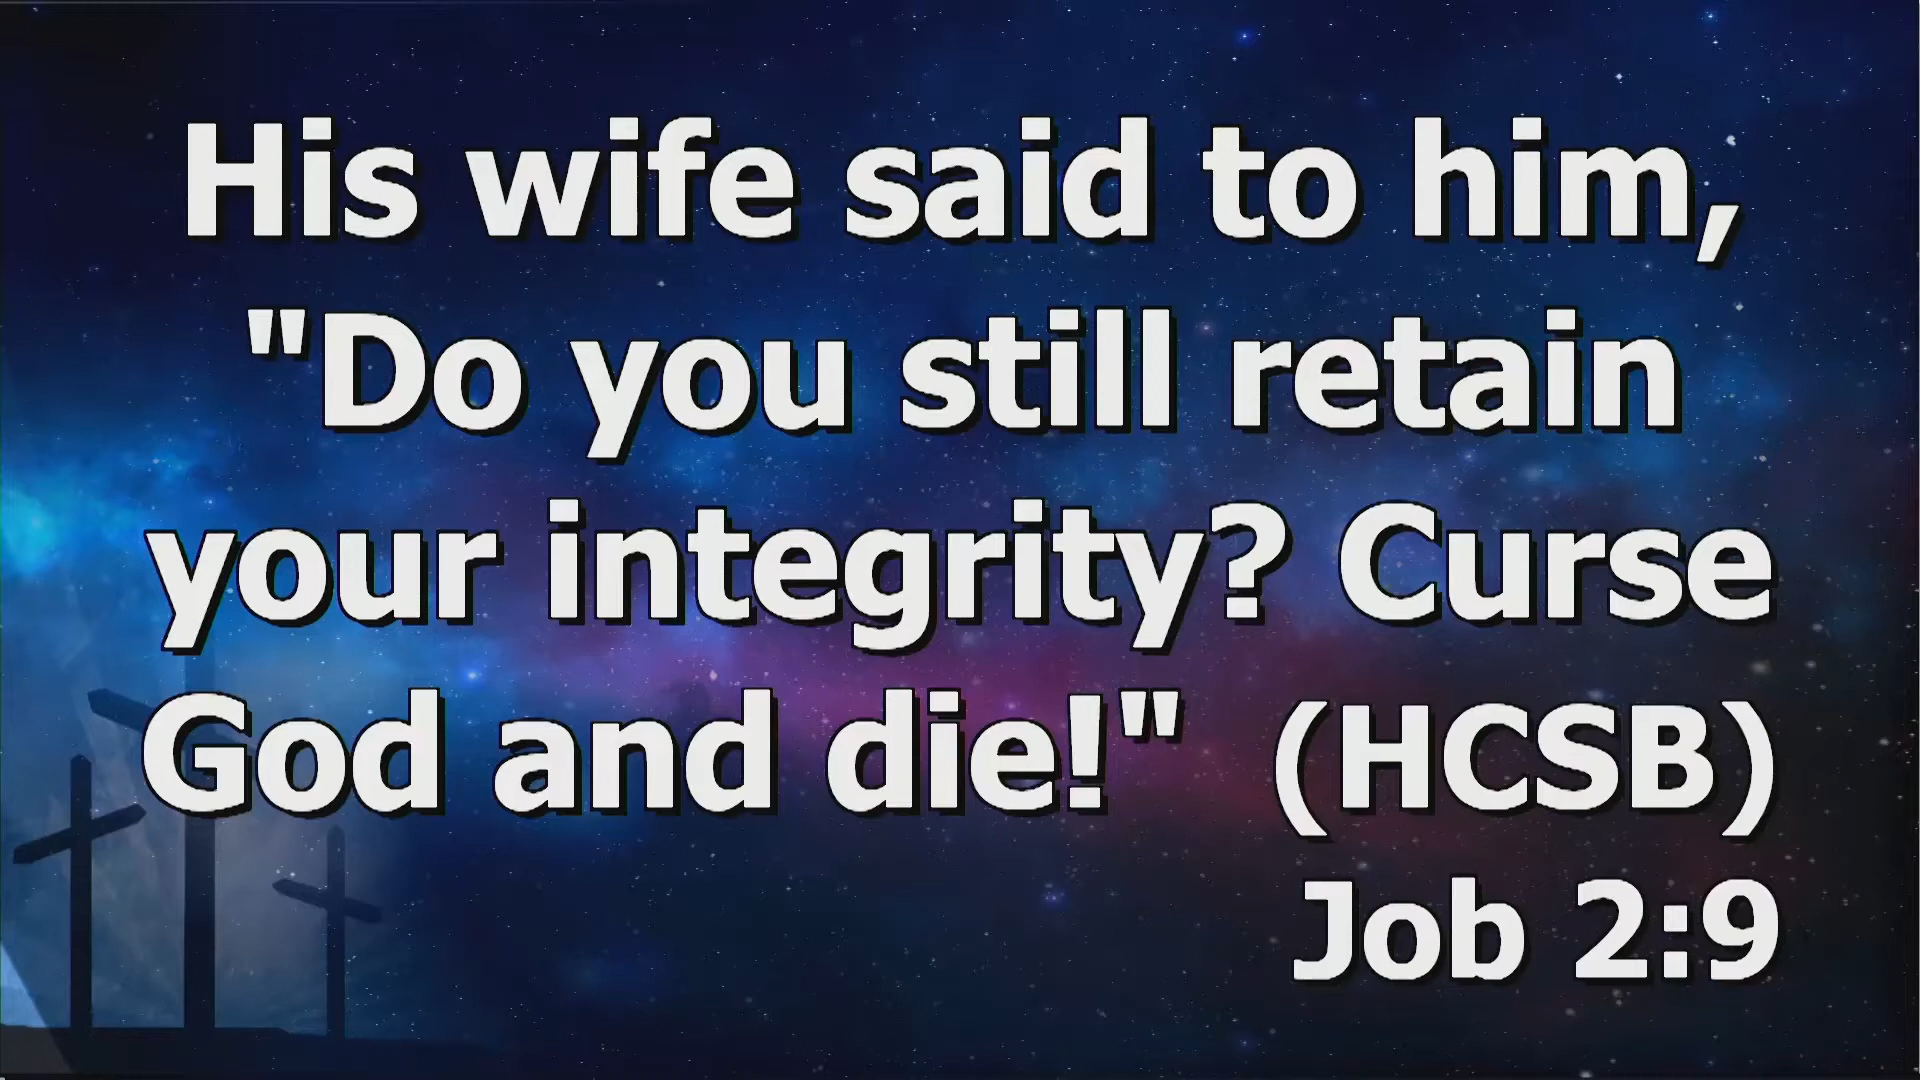 His wife said to him,
"Do you still retain
your integrity? Curse
God and die!" (HCSB)
Job 2:9